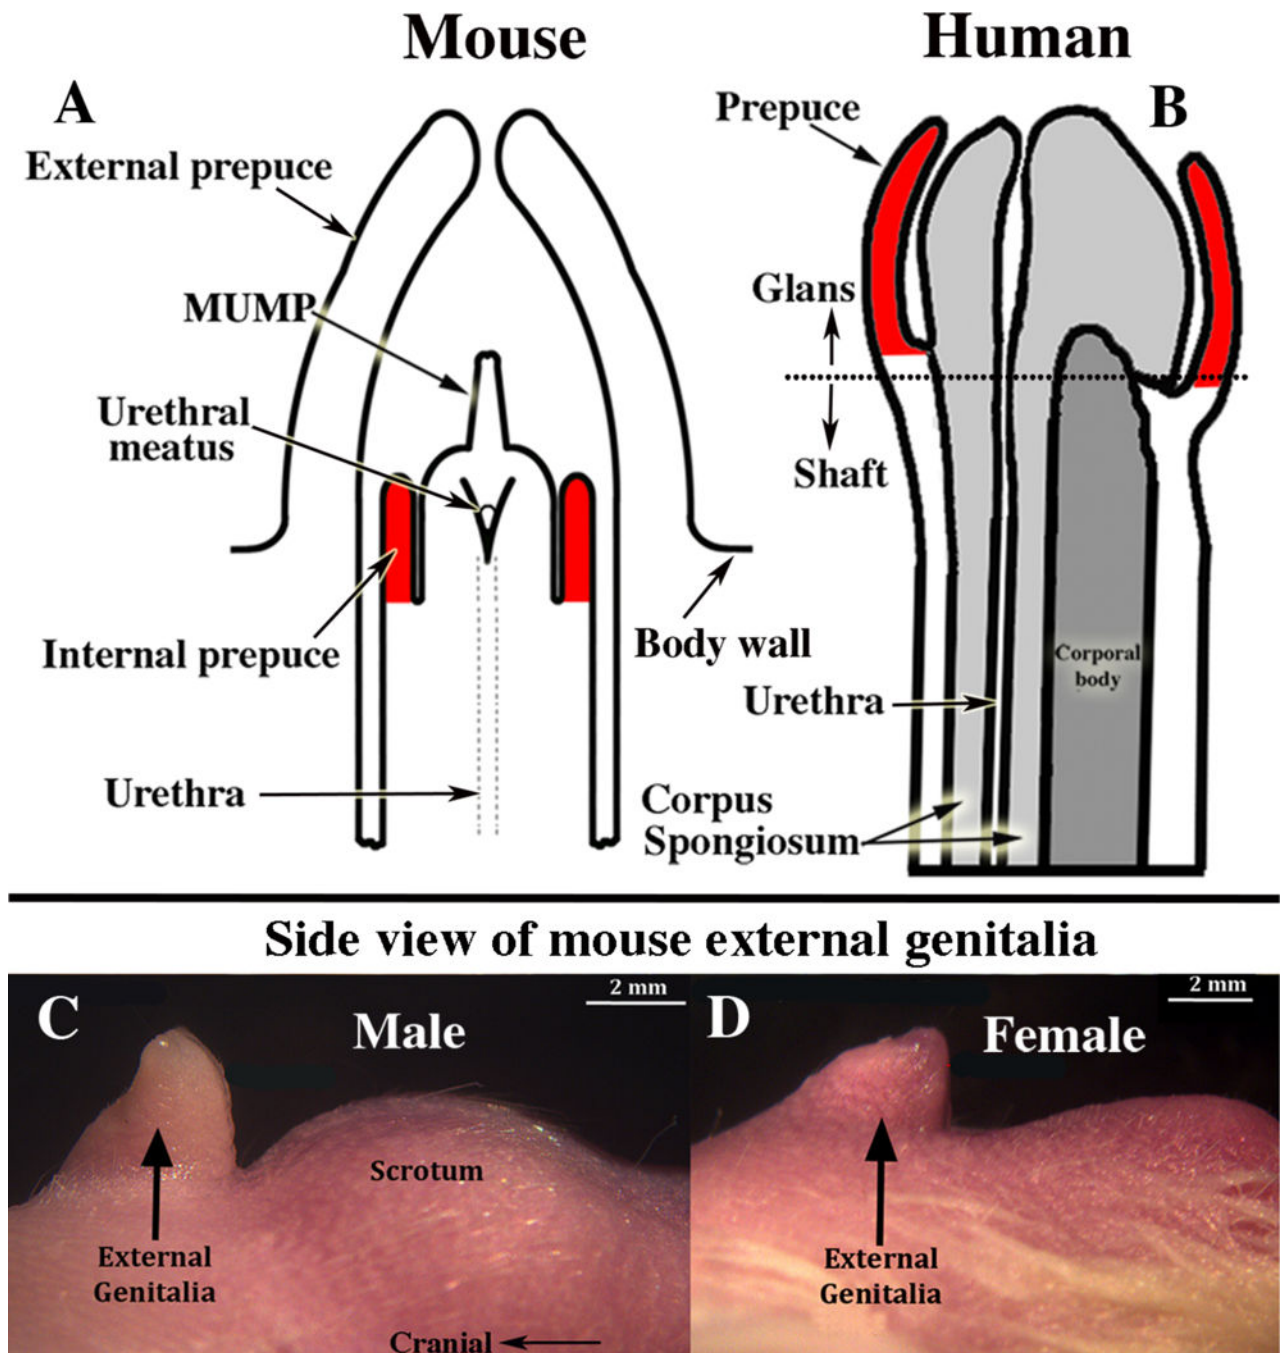 Mouse
Human
A
B
Prepuce
External prepuce
Glans
MUMP
Urethral
meatus
Shaft
Internal prepuce
Body wall
Corporal
body
Urethra
Urethra
Corpus
Spongiosum
Side view of mouse external genitalia
C
Male
2 mm
Scrotum
External
Genitalia
Cranial
D
Female
2 mm
External
Genitalia